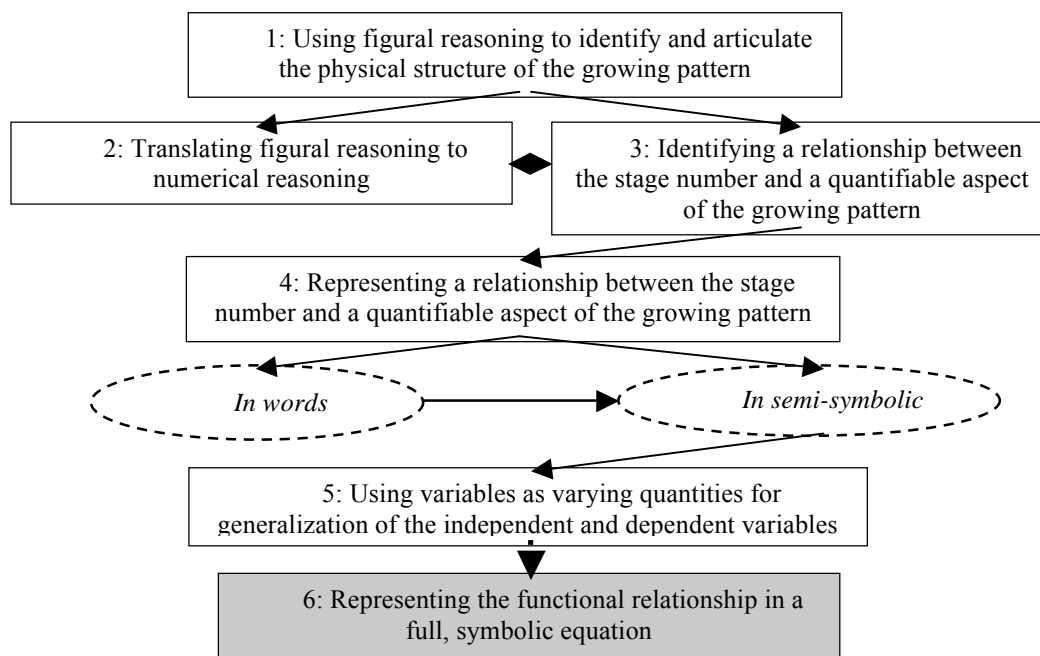 1: Using figural reasoning to identify and articulate
the physical structure of the growing pattern
2: Translating figural reasoning to
numerical reasoning
3: Identifying a relationship between
the stage number and a quantifiable aspect
of the growing pattern
4: Representing a relationship between the stage
number and a quantifiable aspect of the growing pattern
In words
In semi-symbolic
5: Using variables as varying quantities for
generalization of the independent and dependent variables
6: Representing the functional relationship in a
full, symbolic equation